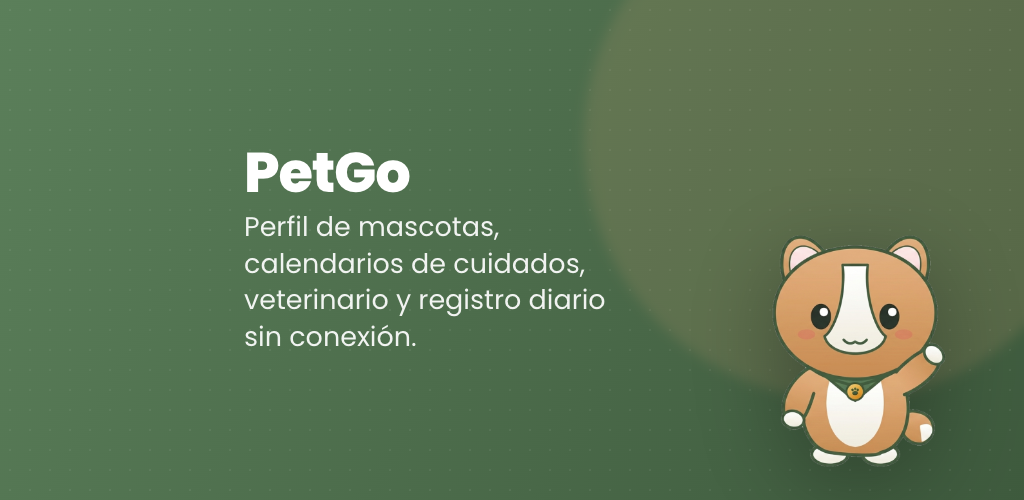 PetGo
Perfil de mascotas,
calendarios de cuidados,
veterinario y registro diario
sin conexión.